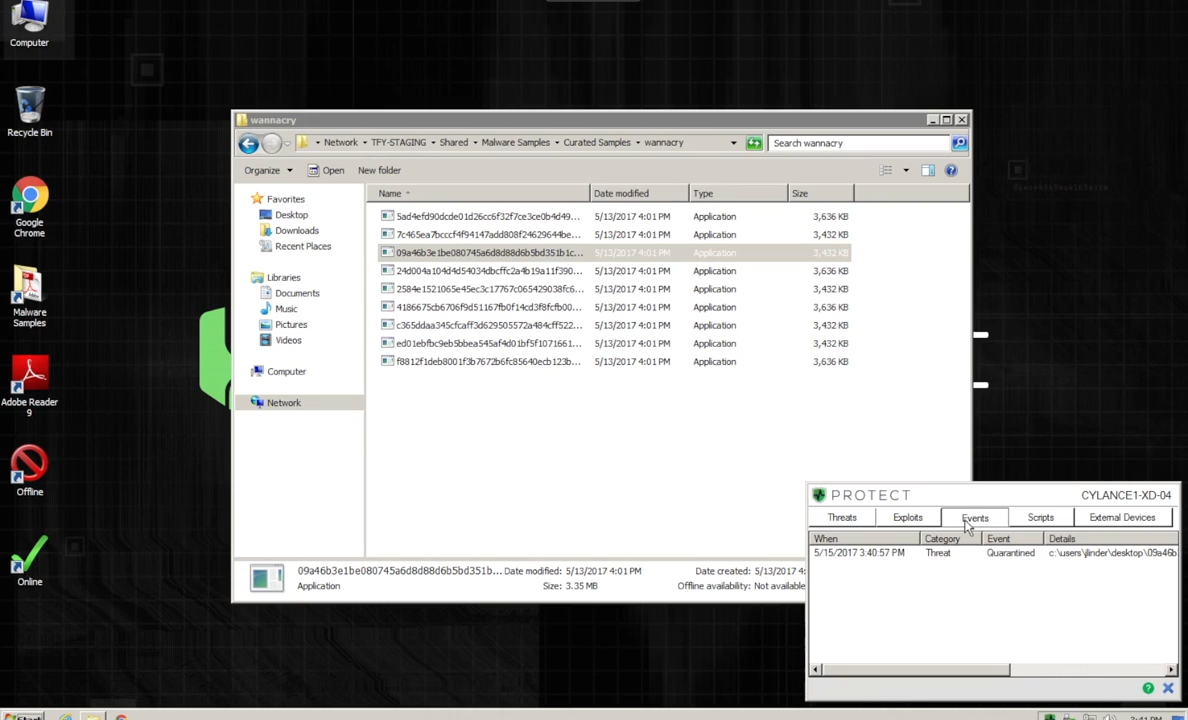 Computer
Recycle Bin
Google
Chrome
Malware
Samples
Adobe Reader
9
Offline
Online
wannacry
Network
TFY-STAGING
Shared
Malware Samples
Curated Samples
wannacry
Search wannacry
Organize
Open
New folder
Favorites
Desktop
Downloads
Recent Places
Libraries
Documents
Music
Pictures
Videos
Computer
Network
Name Date modified Type Size
5ad4efd90dcde01d26cc6f32f7ce3ce0b4d49... 5/13/2017 4:01 PM Application 3,636 KB
7c465ea7bcccf4f94147add808f24629644be... 5/13/2017 4:01 PM Application 3,432 KB
09a46b3e1be080745a6d8d88d6b5bd351b1c... 5/13/2017 4:01 PM Application 3,432 KB
24d004a104d4d54034dbcffc2a4b19a11f390... 5/13/2017 4:01 PM Application 3,636 KB
2584e1521065e45ec3c17767c065429038fc6... 5/13/2017 4:01 PM Application 3,432 KB
4186675cb6706f9d51167fb0f14cd3f8fcfb00... 5/13/2017 4:01 PM Application 3,636 KB
c365ddaa345cfcaff3d629505572a484cff522... 5/13/2017 4:01 PM Application 3,432 KB
ed01ebfbc9eb5bbea545af4d01bf5f1071661... 5/13/2017 4:01 PM Application 3,432 KB
f8812f1deb8001f3b7672b6fc85640ecb123b... 5/13/2017 4:01 PM Application 3,636 KB
09a46b3e1be080745a6d8d88d6b5bd351b... Date modified: 5/13/2017 4:01 PM Date created: 5/13/2017 4:
Application Size: 3.35 MB Offline availability: Not available
PROTECT CYLANCE1-XD-04
Threats Exploits Events Scripts External Devices
When Category Event Details
5/15/2017 3:40:57 PM Threat Quarantined c:\users\jlinder\desktop\09a46b
Start 3:41 PM